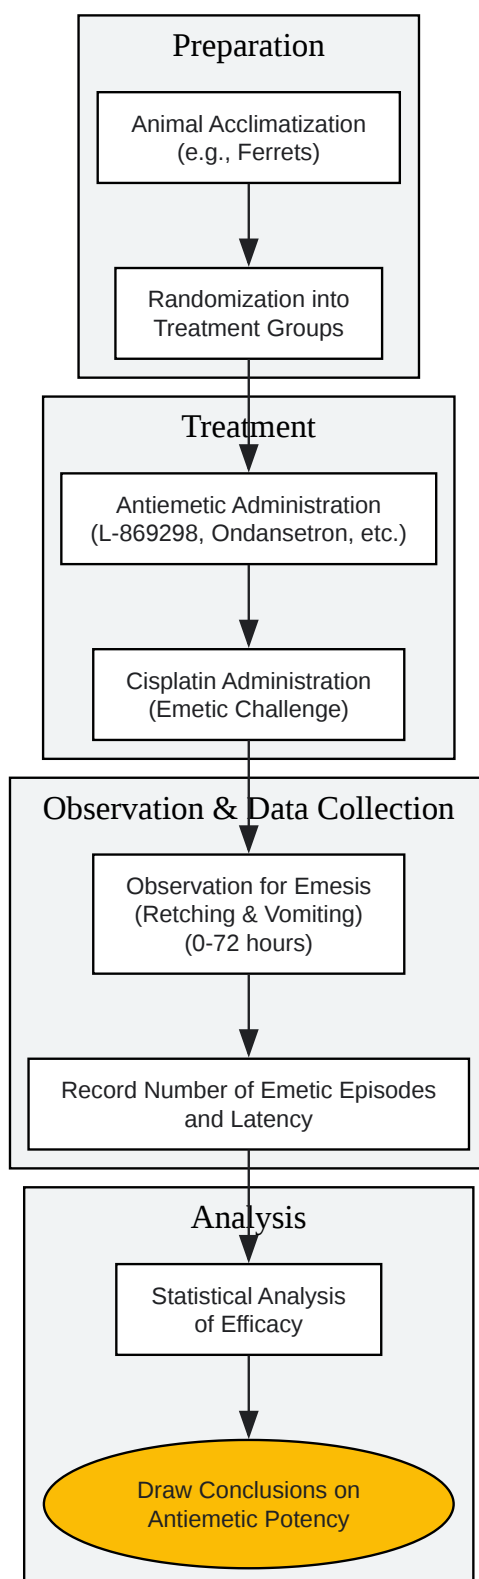 Preparation
Animal Acclimatization
(e.g., Ferrets)
Randomization into
Treatment Groups
Treatment
Antiemetic Administration
(L-869298, Ondansetron, etc.)
Cisplatin Administration
(Emetic Challenge)
Observation & Data Collection
Observation for Emesis
(Retching & Vomiting)
(0-72 hours)
Record Number of Emetic Episodes
and Latency
Analysis
Statistical Analysis
of Efficacy
Draw Conclusions on
Antiemetic Potency